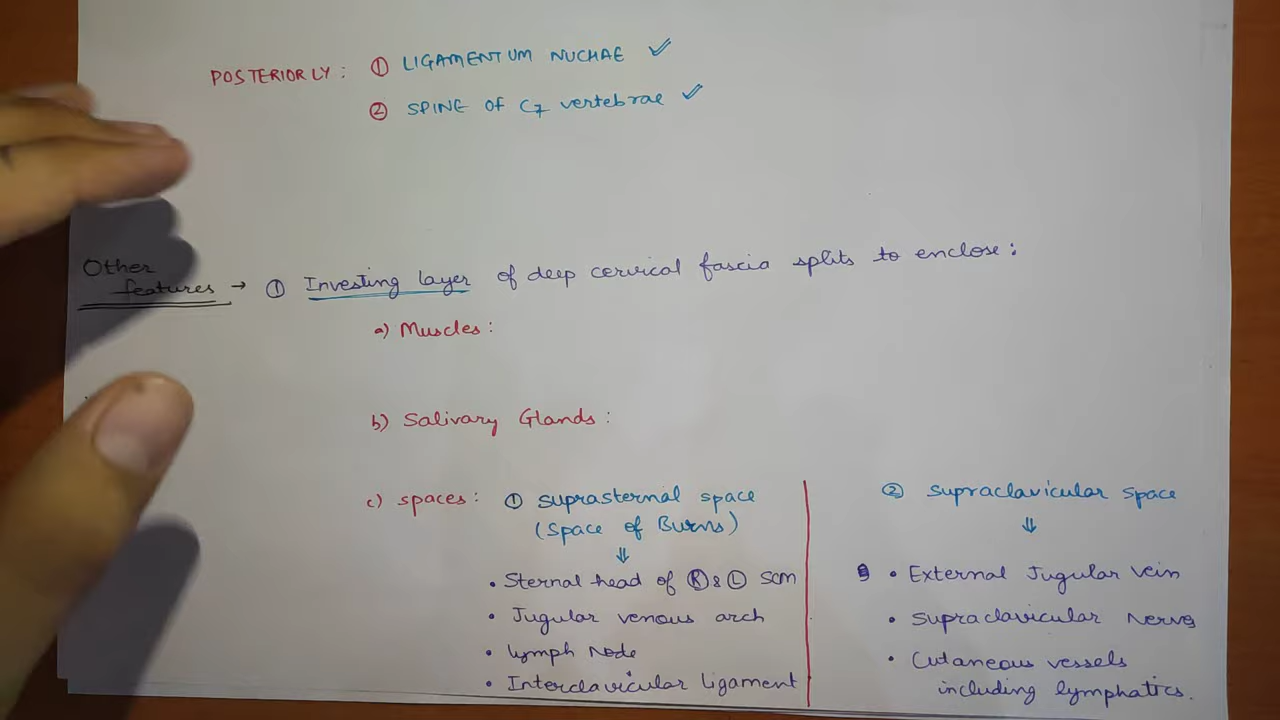 POSTERIORLY: ① LIGAMENTUM NUCHAE ✓
② SPINE OF C7 vertebrae ✓
Other features → ① Investing layer of deep cervical fascia splits to enclose:
a) Muscles:
b) Salivary Glands:
c) spaces: ① suprasternal space
(Space of Burns)
⇓
• Sternal head of Ⓡ & Ⓛ SCM
• Jugular venous arch
• Lymph Node
• Interclavicular Ligament
② supraclavicular space
⇓
• External Jugular vein
• Supraclavicular Nerve
• Cutaneous vessels
including lymphatics.